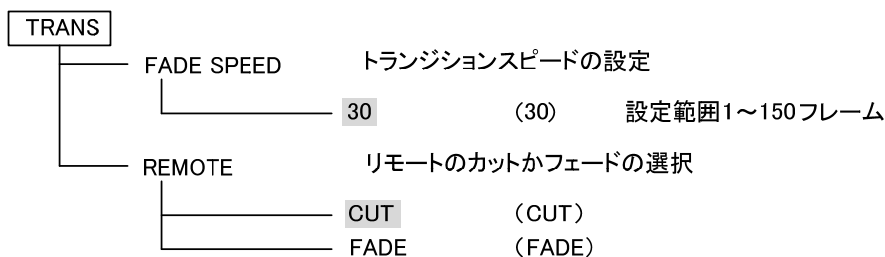 TRANS
FADE SPEED トランジションスピードの設定
30 (30) 設定範囲1～150フレーム
REMOTE リモートのカットかフェードの選択
CUT (CUT)
FADE (FADE)